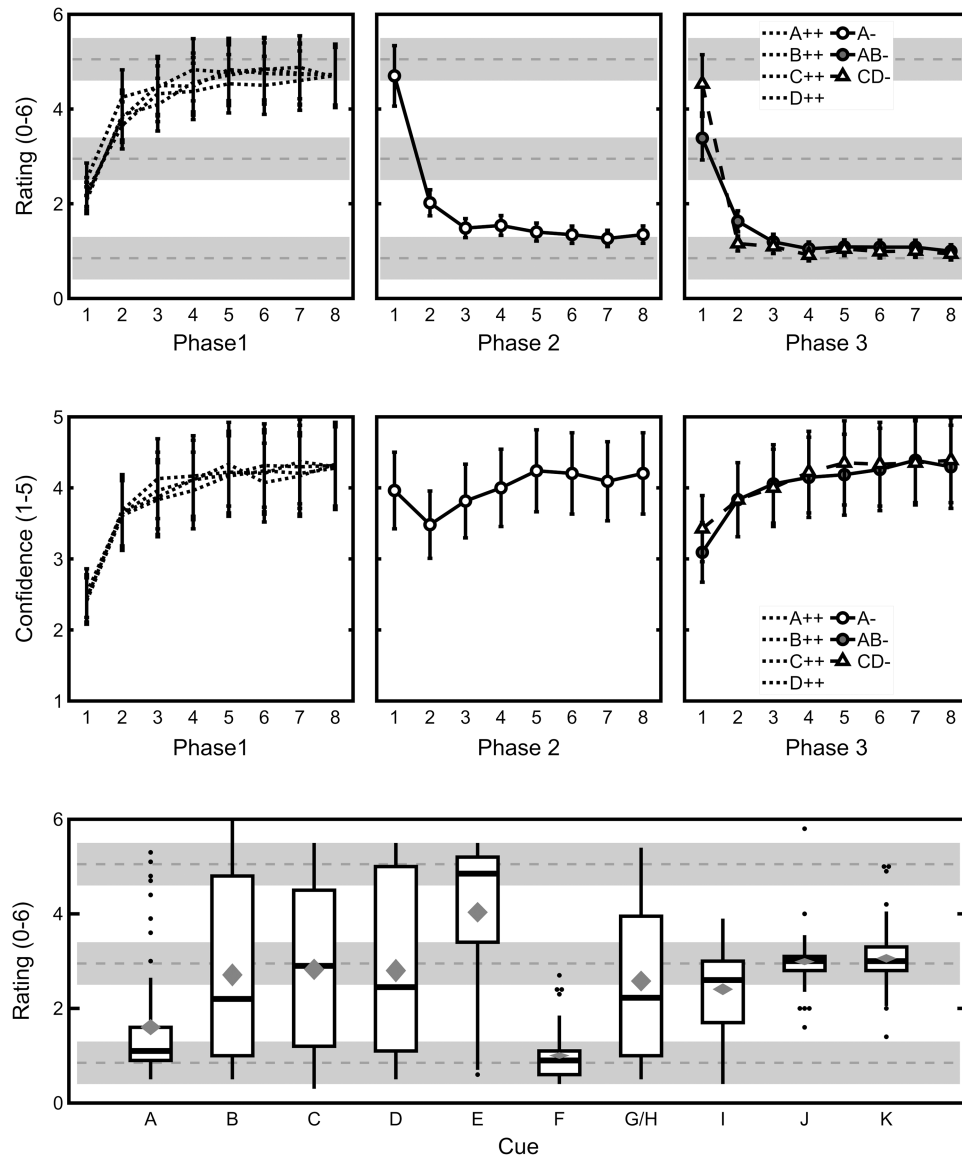 6
4
2
0
Rating (0-6)
1 2 3 4 5 6 7 8
Phase1
1 2 3 4 5 6 7 8
Phase 2
A++ A-
B++ AB-
C++ CD-
D++
1 2 3 4 5 6 7 8
Phase 3
5
4
3
2
1
Confidence (1-5)
1 2 3 4 5 6 7 8
Phase1
1 2 3 4 5 6 7 8
Phase 2
A++ A-
B++ AB-
C++ CD-
D++
1 2 3 4 5 6 7 8
Phase 3
6
4
2
0
Rating (0-6)
A B C D E F G/H I J K
Cue